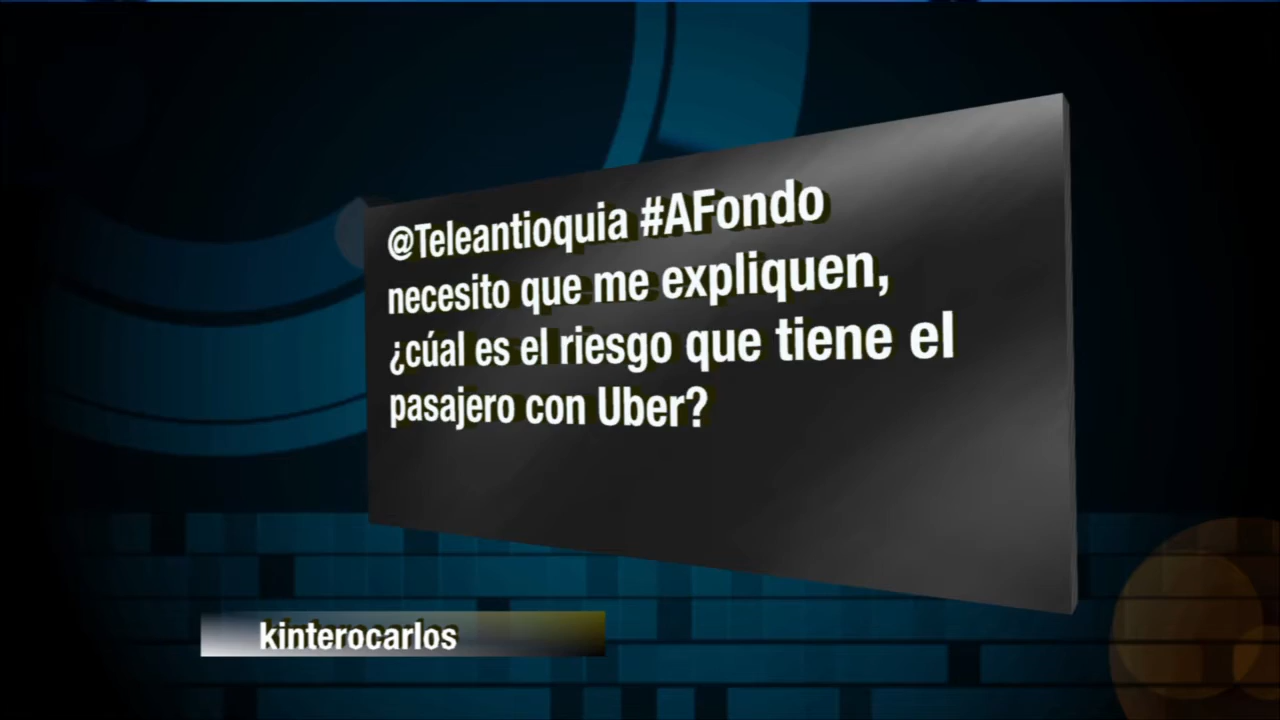 @Teleantioquia #AFondo
necesito que me expliquen,
¿cúal es el riesgo que tiene el
pasajero con Uber?
kinterocarlos